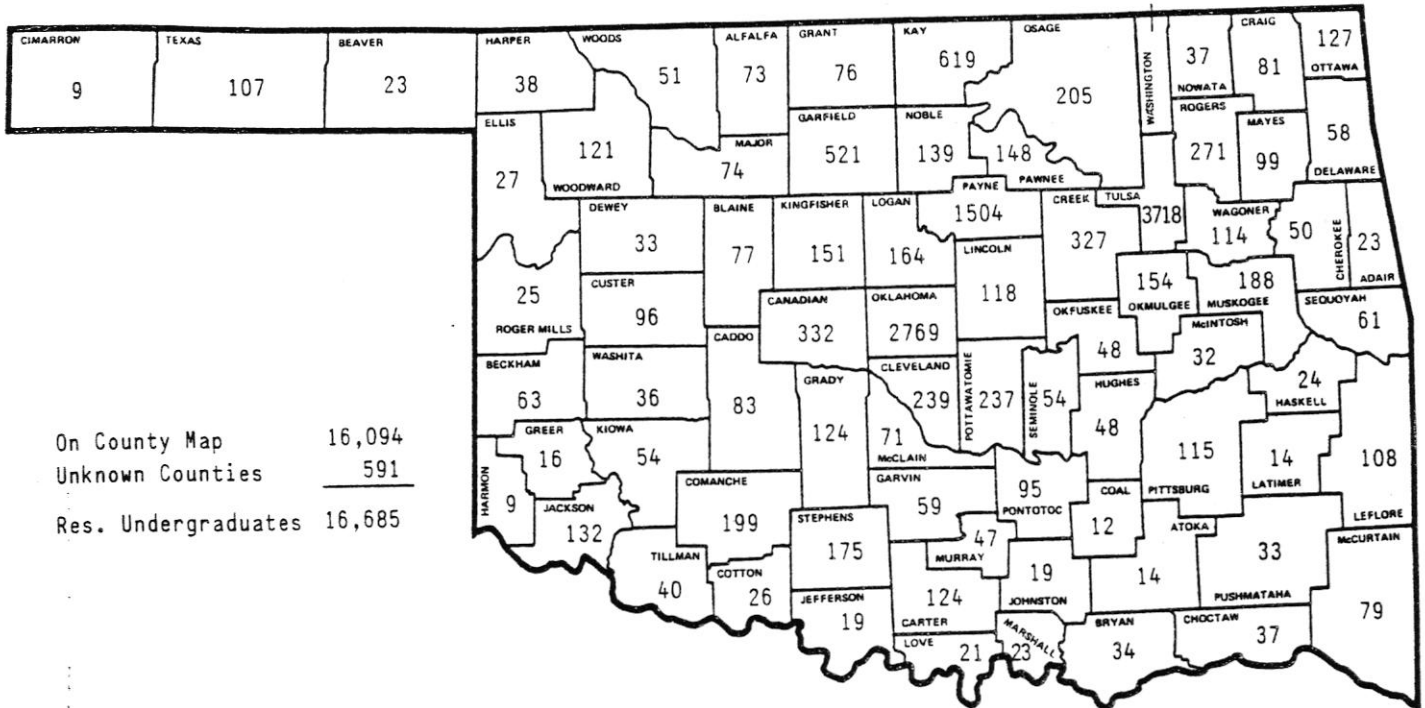 CIMARRON
9
TEXAS
107
BEAVER
23
HARPER
38
WOODS
51
ALFALFA
73
GRANT
76
KAY
619
OSAGE
205
WASHINGTON
37
NOWATA
CRAIG
81
127
OTTAWA
ELLIS
27
121
WOODWARD
MAJOR
74
GARFIELD
521
NOBLE
139
148
PAWNEE
ROGERS
271
MAYES
99
58
DELAWARE
DEWEY
33
BLAINE
77
KINGFISHER
151
LOGAN
164
PAYNE
1504
CREEK
327
TULSA
3718
WAGONER
114
50
CHEROKEE
23
ADAIR
25
ROGER MILLS
CUSTER
96
CANADIAN
332
OKLAHOMA
2769
LINCOLN
118
OKFUSKEE
48
154
OKMULGEE
188
MUSKOGEE
SEQUOYAH
61
BECKHAM
63
WASHITA
36
CADDO
83
GRADY
124
CLEVELAND
239
71
McCLAIN
POTTAWATOMIE
237
SEMINOLE
54
HUGHES
48
McINTOSH
32
24
HASKELL
HARMON
9
GREER
16
KIOWA
54
JACKSON
132
COMANCHE
199
STEPHENS
175
GARVIN
59
95
PONTOTOC
COAL
12
115
PITTSBURG
14
LATIMER
108
LEFLORE
TILLMAN
40
COTTON
26
JEFFERSON
19
47
MURRAY
124
CARTER
19
JOHNSTON
ATOKA
14
33
PUSHMATAHA
McCURTAIN
79
LOVE
21
MARSHALL
23
BRYAN
34
CHOCTAW
37
On County Map 16,094
Unknown Counties 591
Res. Undergraduates 16,685